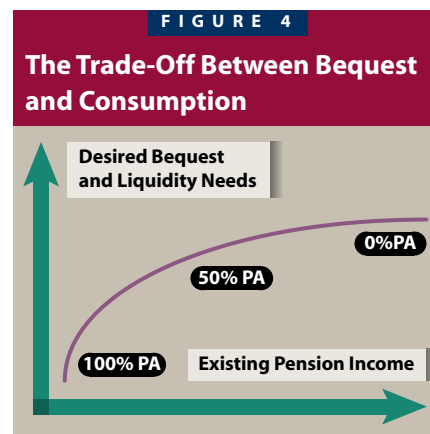 FIGURE 4
The Trade-Off Between Bequest
and Consumption
Desired Bequest
and Liquidity Needs
0%PA
50% PA
100% PA
Existing Pension Income